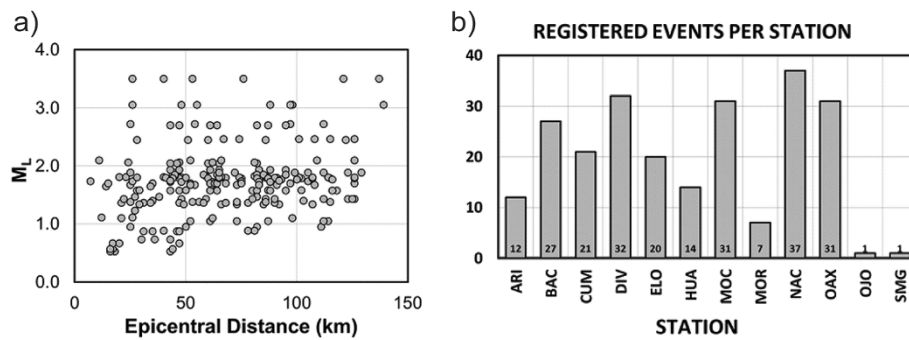 a)
4.0
3.0
2.0
1.0
0.0
M_L
0 50 100 150
Epicentral Distance (km)
b)
REGISTERED EVENTS PER STATION
40
30
20
10
0
12 27 21 32 20 14 31 7 37 31 1 1
ARI BAC CUM DIV ELO HUA MOC MOR NAC OAX OJO SMG
STATION